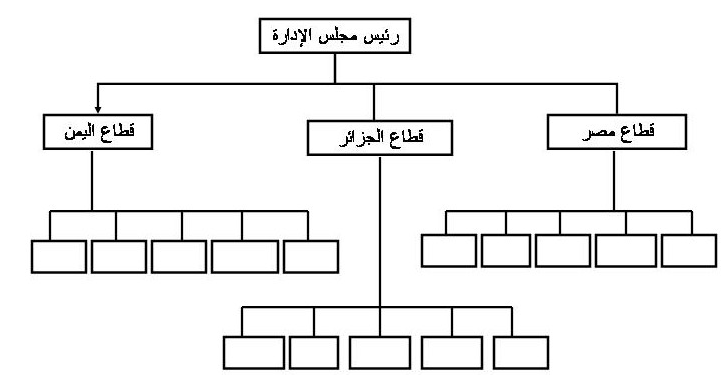 رئيس مجلس الإدارة
قطاع مصر
قطاع الجزائر
قطاع اليمن